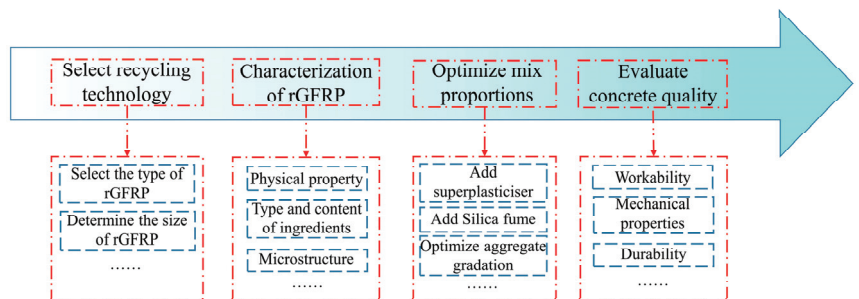 Select recycling
technology
Characterization
of rGFRP
Optimize mix
proportions
Evaluate
concrete quality
Select the type of
rGFRP
Determine the size
of rGFRP
……
Physical property
Type and content
of ingredients
Microstructure
……
Add
superplasticiser
Add Silica fume
Optimize aggregate
gradation
……
Workability
Mechanical
properties
Durability
……